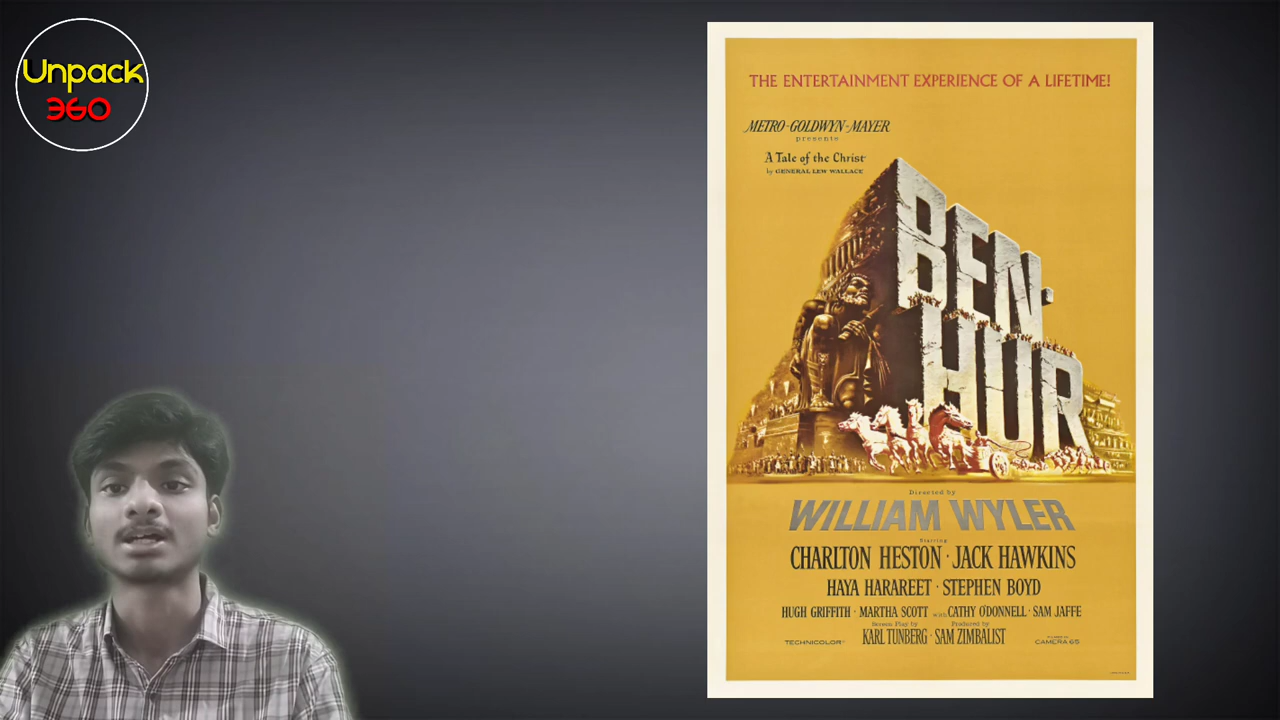 Unpack
360
THE ENTERTAINMENT EXPERIENCE OF A LIFETIME!
METRO-GOLDWYN-MAYER
presents
A Tale of the Christ
by GENERAL LEW WALLACE
BEN-
HUR
Directed by
WILLIAM WYLER
Starring
CHARLTON HESTON · JACK HAWKINS
HAYA HARAREET · STEPHEN BOYD
HUGH GRIFFITH · MARTHA SCOTT with CATHY O'DONNELL · SAM JAFFE
Screen Play by Produced by
KARL TUNBERG · SAM ZIMBALIST
TECHNICOLOR®
CAMERA 65